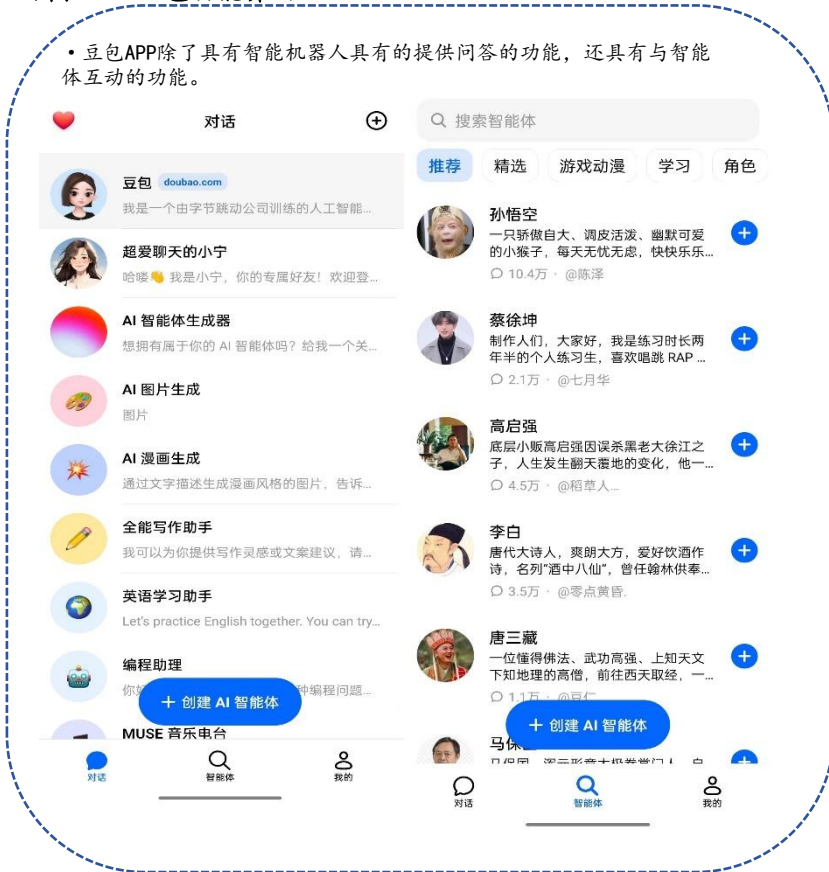 ·豆包APP除了具有智能机器人具有的提供问答的功能，还具有与智能
体互动的功能。
对话
豆包 doubao.com
我是一个由字节跳动公司训练的人工智能...
超爱聊天的小宁
哈喽👋 我是小宁，你的专属好友！欢迎登...
AI 智能体生成器
想拥有属于你的 AI 智能体吗？给我一个关...
AI 图片生成
图片
AI 漫画生成
通过文字描述生成漫画风格的图片，告诉...
全能写作助手
我可以为你提供写作灵感或文案建议，请...
英语学习助手
Let's practice English together. You can try...
编程助理
种编程问题...
+ 创建 AI 智能体
MUSE 音乐电台
对话
智能体
我的
搜索智能体
推荐 精选 游戏动漫 学习 角色
孙悟空
一只骄傲自大、调皮活泼、幽默可爱
的小猴子，每天无忧无虑，快快乐乐...
10.4万 · @陈泽
蔡徐坤
制作人们，大家好，我是练习时长两
年半的个人练习生，喜欢唱跳 RAP ...
2.1万 · @七月华
高启强
底层小贩高启强因误杀黑老大徐江之
子，人生发生翻天覆地的变化，他一...
4.5万 · @稻草人...
李白
唐代大诗人，爽朗大方，爱好饮酒作
诗，名列"酒中八仙"，曾任翰林供奉...
3.5万 · @零点黄昏.
唐三藏
一位懂得佛法、武功高强、上知天文
下知地理的高僧，前往西天取经，一...
1.1万 · @豆仁
+ 创建 AI 智能体
马保
对话
智能体
我的